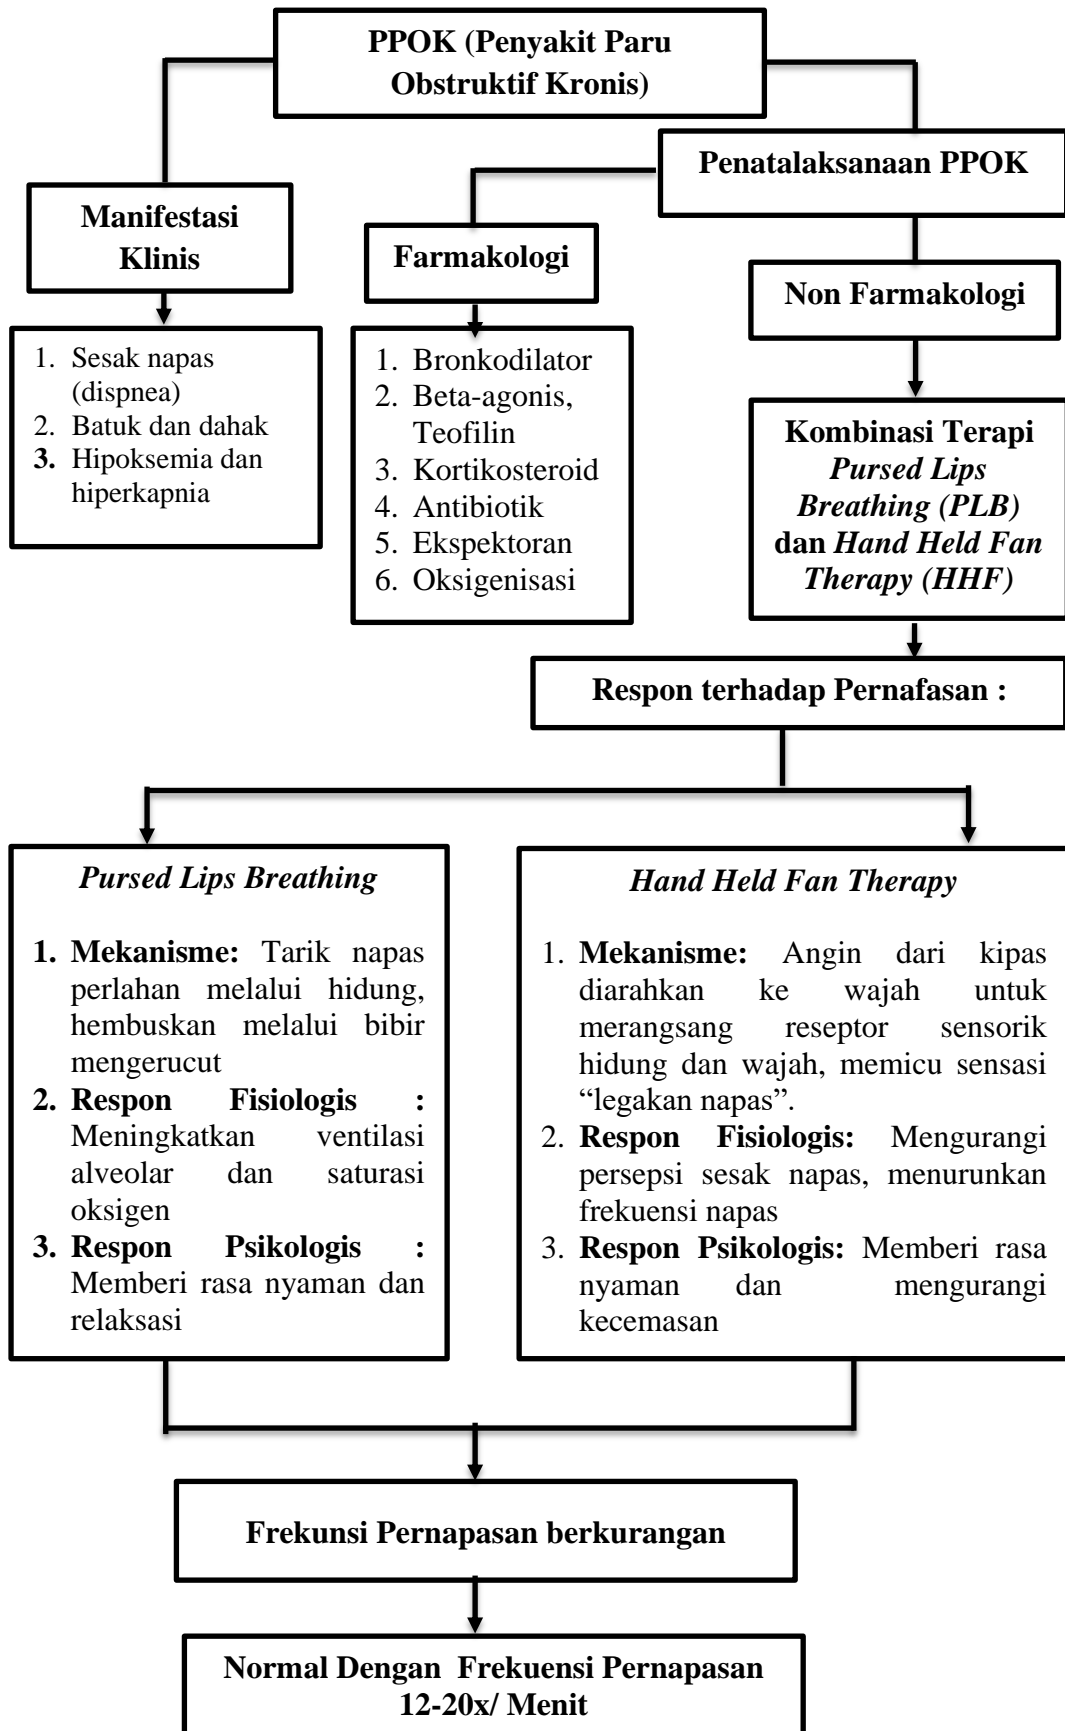 PPOK (Penyakit Paru
Obstruktif Kronis)
Penatalaksanaan PPOK
Manifestasi
Klinis
Farmakologi
Non Farmakologi
1. Sesak napas
(dispnea)
2. Batuk dan dahak
3. Hipoksemia dan
hiperkapnia
1. Bronkodilator
2. Beta-agonis,
Teofilin
3. Kortikosteroid
4. Antibiotik
5. Ekspektoran
6. Oksigenisasi
Kombinasi Terapi
Pursed Lips
Breathing (PLB)
dan Hand Held Fan
Therapy (HHF)
Respon terhadap Pernafasan :
Pursed Lips Breathing
1. Mekanisme: Tarik napas
perlahan melalui hidung,
hembuskan melalui bibir
mengerucut
2. Respon Fisiologis :
Meningkatkan ventilasi
alveolar dan saturasi
oksigen
3. Respon Psikologis :
Memberi rasa nyaman dan
relaksasi
Hand Held Fan Therapy
1. Mekanisme: Angin dari kipas
diarahkan ke wajah untuk
merangsang reseptor sensorik
hidung dan wajah, memicu sensasi
“legakan napas”.
2. Respon Fisiologis: Mengurangi
persepsi sesak napas, menurunkan
frekuensi napas
3. Respon Psikologis: Memberi rasa
nyaman dan mengurangi
kecemasan
Frekunsi Pernapasan berkurangan
Normal Dengan Frekuensi Pernapasan
12-20x/ Menit